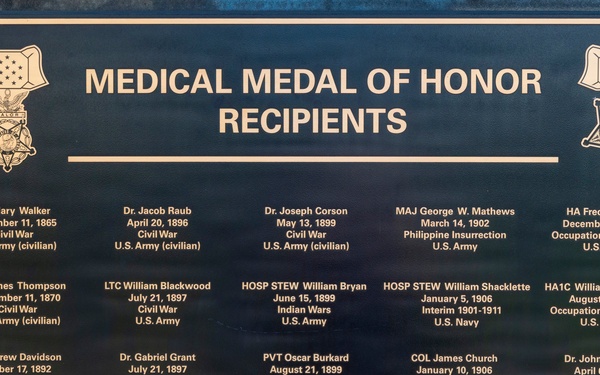 MEDICAL MEDAL OF HONOR
RECIPIENTS
VALOR
ary Walker
mber 11, 1865
ivil War
rmy (civilian)
Dr. Jacob Raub
April 20, 1896
Civil War
U.S. Army (civilian)
Dr. Joseph Corson
May 13, 1899
Civil War
U.S. Army (civilian)
MAJ George W. Mathews
March 14, 1902
Philippine Insurrection
U.S. Army
HA Fred
Decemb
Occupation
U.S.
mes Thompson
mber 11, 1870
Civil War
rmy (civilian)
LTC William Blackwood
July 21, 1897
Civil War
U.S. Army
HOSP STEW William Bryan
June 15, 1899
Indian Wars
U.S. Army
HOSP STEW William Shacklette
January 5, 1906
Interim 1901-1911
U.S. Navy
HA1C Willia
August
Occupation
U.S.
rew Davidson
ber 17, 1892
Dr. Gabriel Grant
July 21, 1897
PVT Oscar Burkard
August 21, 1899
COL James Church
January 10, 1906
Dr. John
April